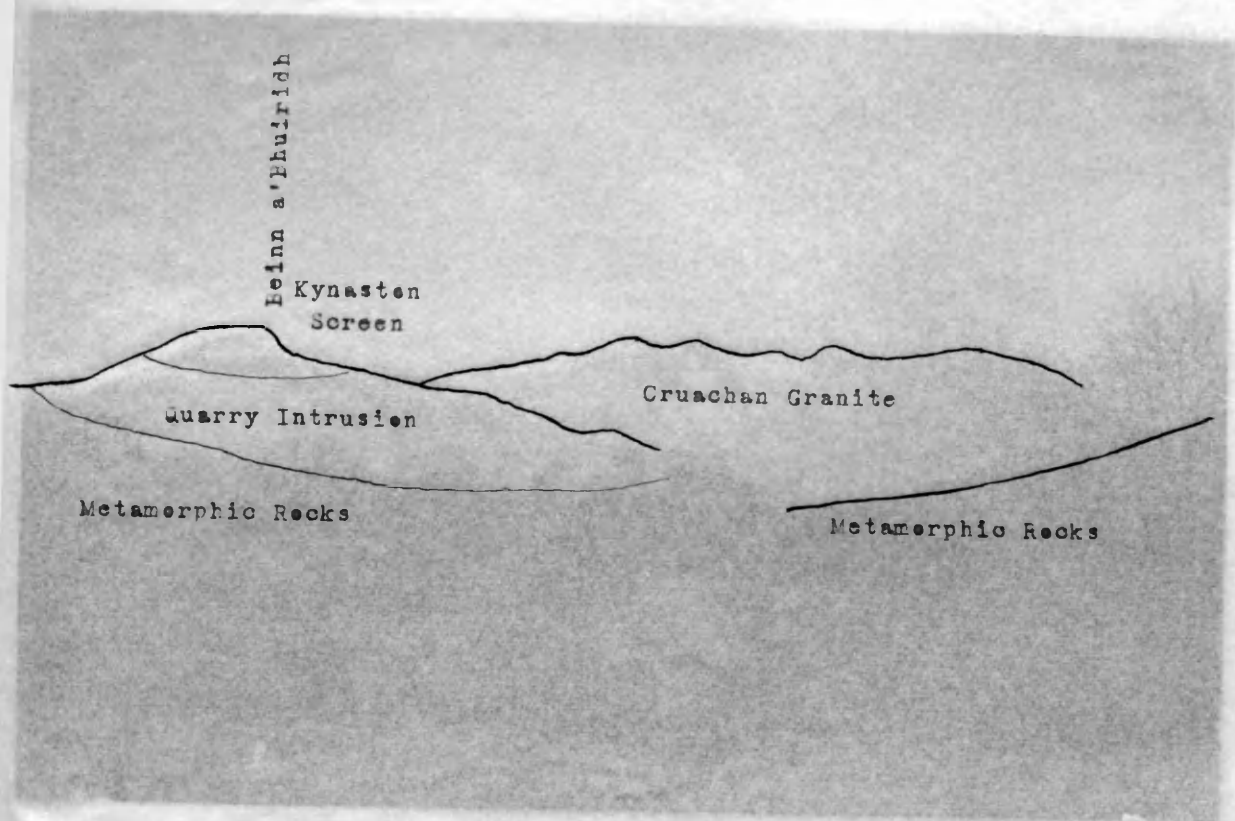 Beinn a'Bhuiridh
Kynaston
Screen
Cruachan Granite
Quarry Intrusion
Metamorphic Rocks
Metamorphic Rocks